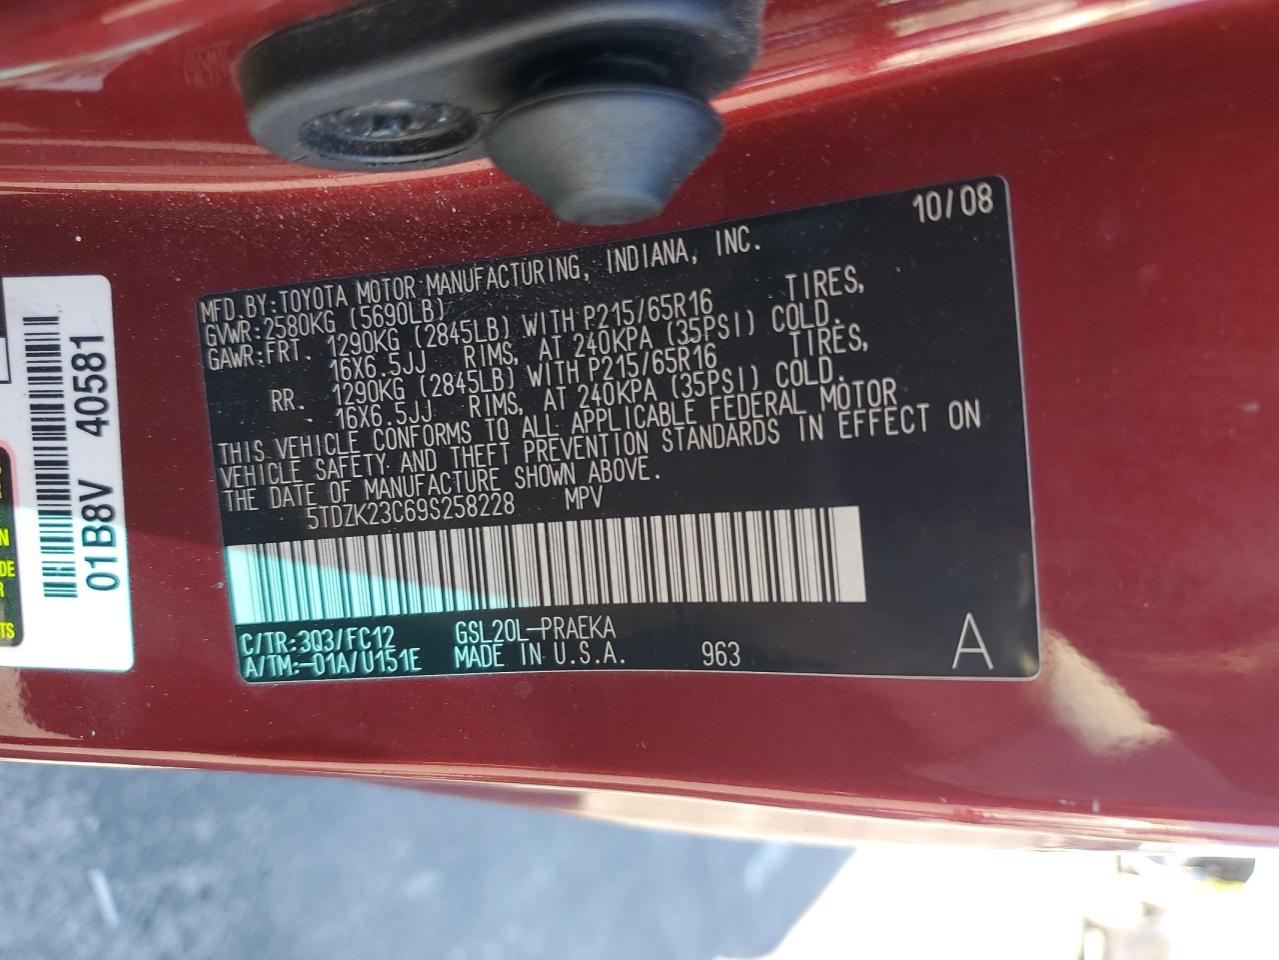 10/08
MFD.BY:TOYOTA MOTOR MANUFACTURING, INDIANA, INC.
GVWR:2580KG (5690LB)
GAWR:FRT. 1290KG (2845LB) WITH P215/65R16 TIRES,
16X6.5JJ RIMS, AT 240KPA (35PSI) COLD.
RR. 1290KG (2845LB) WITH P215/65R16 TIRES,
16X6.5JJ RIMS, AT 240KPA (35PSI) COLD.
THIS VEHICLE CONFORMS TO ALL APPLICABLE FEDERAL MOTOR
VEHICLE SAFETY AND THEFT PREVENTION STANDARDS IN EFFECT ON
THE DATE OF MANUFACTURE SHOWN ABOVE.
5TDZK23C69S258228 MPV
C/TR:3Q3/FC12 GSL20L-PRAEKA
A/TM:-01A/U151E MADE IN U.S.A. 963 A
01B8V 40581